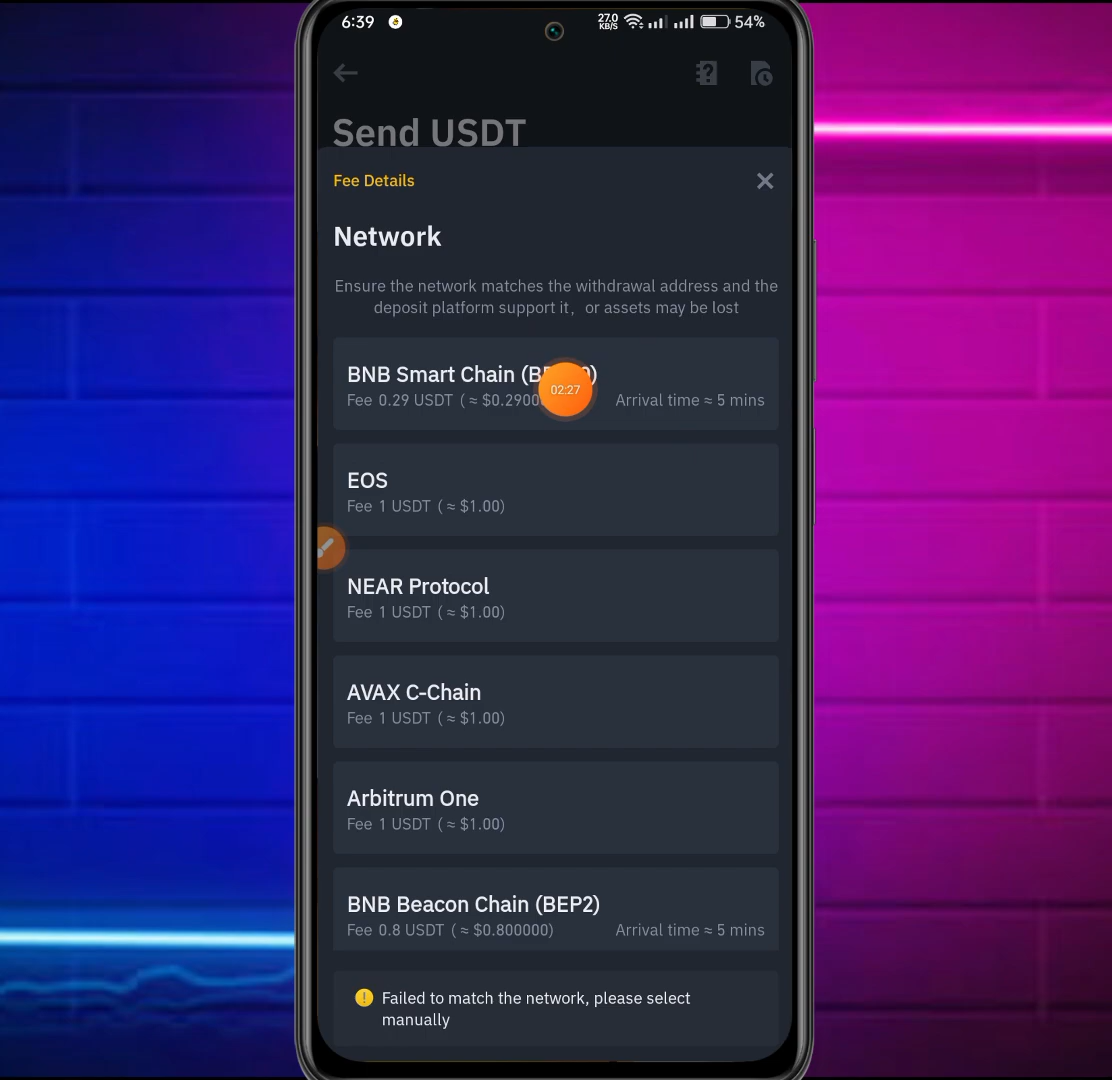 6:39
27.0
KB/S
54%
Send USDT
Fee Details
Network
Ensure the network matches the withdrawal address and the
deposit platform support it, or assets may be lost
BNB Smart Chain
02:27
Fee 0.29 USDT ( ≈ $0.2900
Arrival time ≈ 5 mins
EOS
Fee 1 USDT ( ≈ $1.00)
NEAR Protocol
Fee 1 USDT ( ≈ $1.00)
AVAX C-Chain
Fee 1 USDT ( ≈ $1.00)
Arbitrum One
Fee 1 USDT ( ≈ $1.00)
BNB Beacon Chain (BEP2)
Fee 0.8 USDT ( ≈ $0.800000)
Arrival time ≈ 5 mins
Failed to match the network, please select
manually